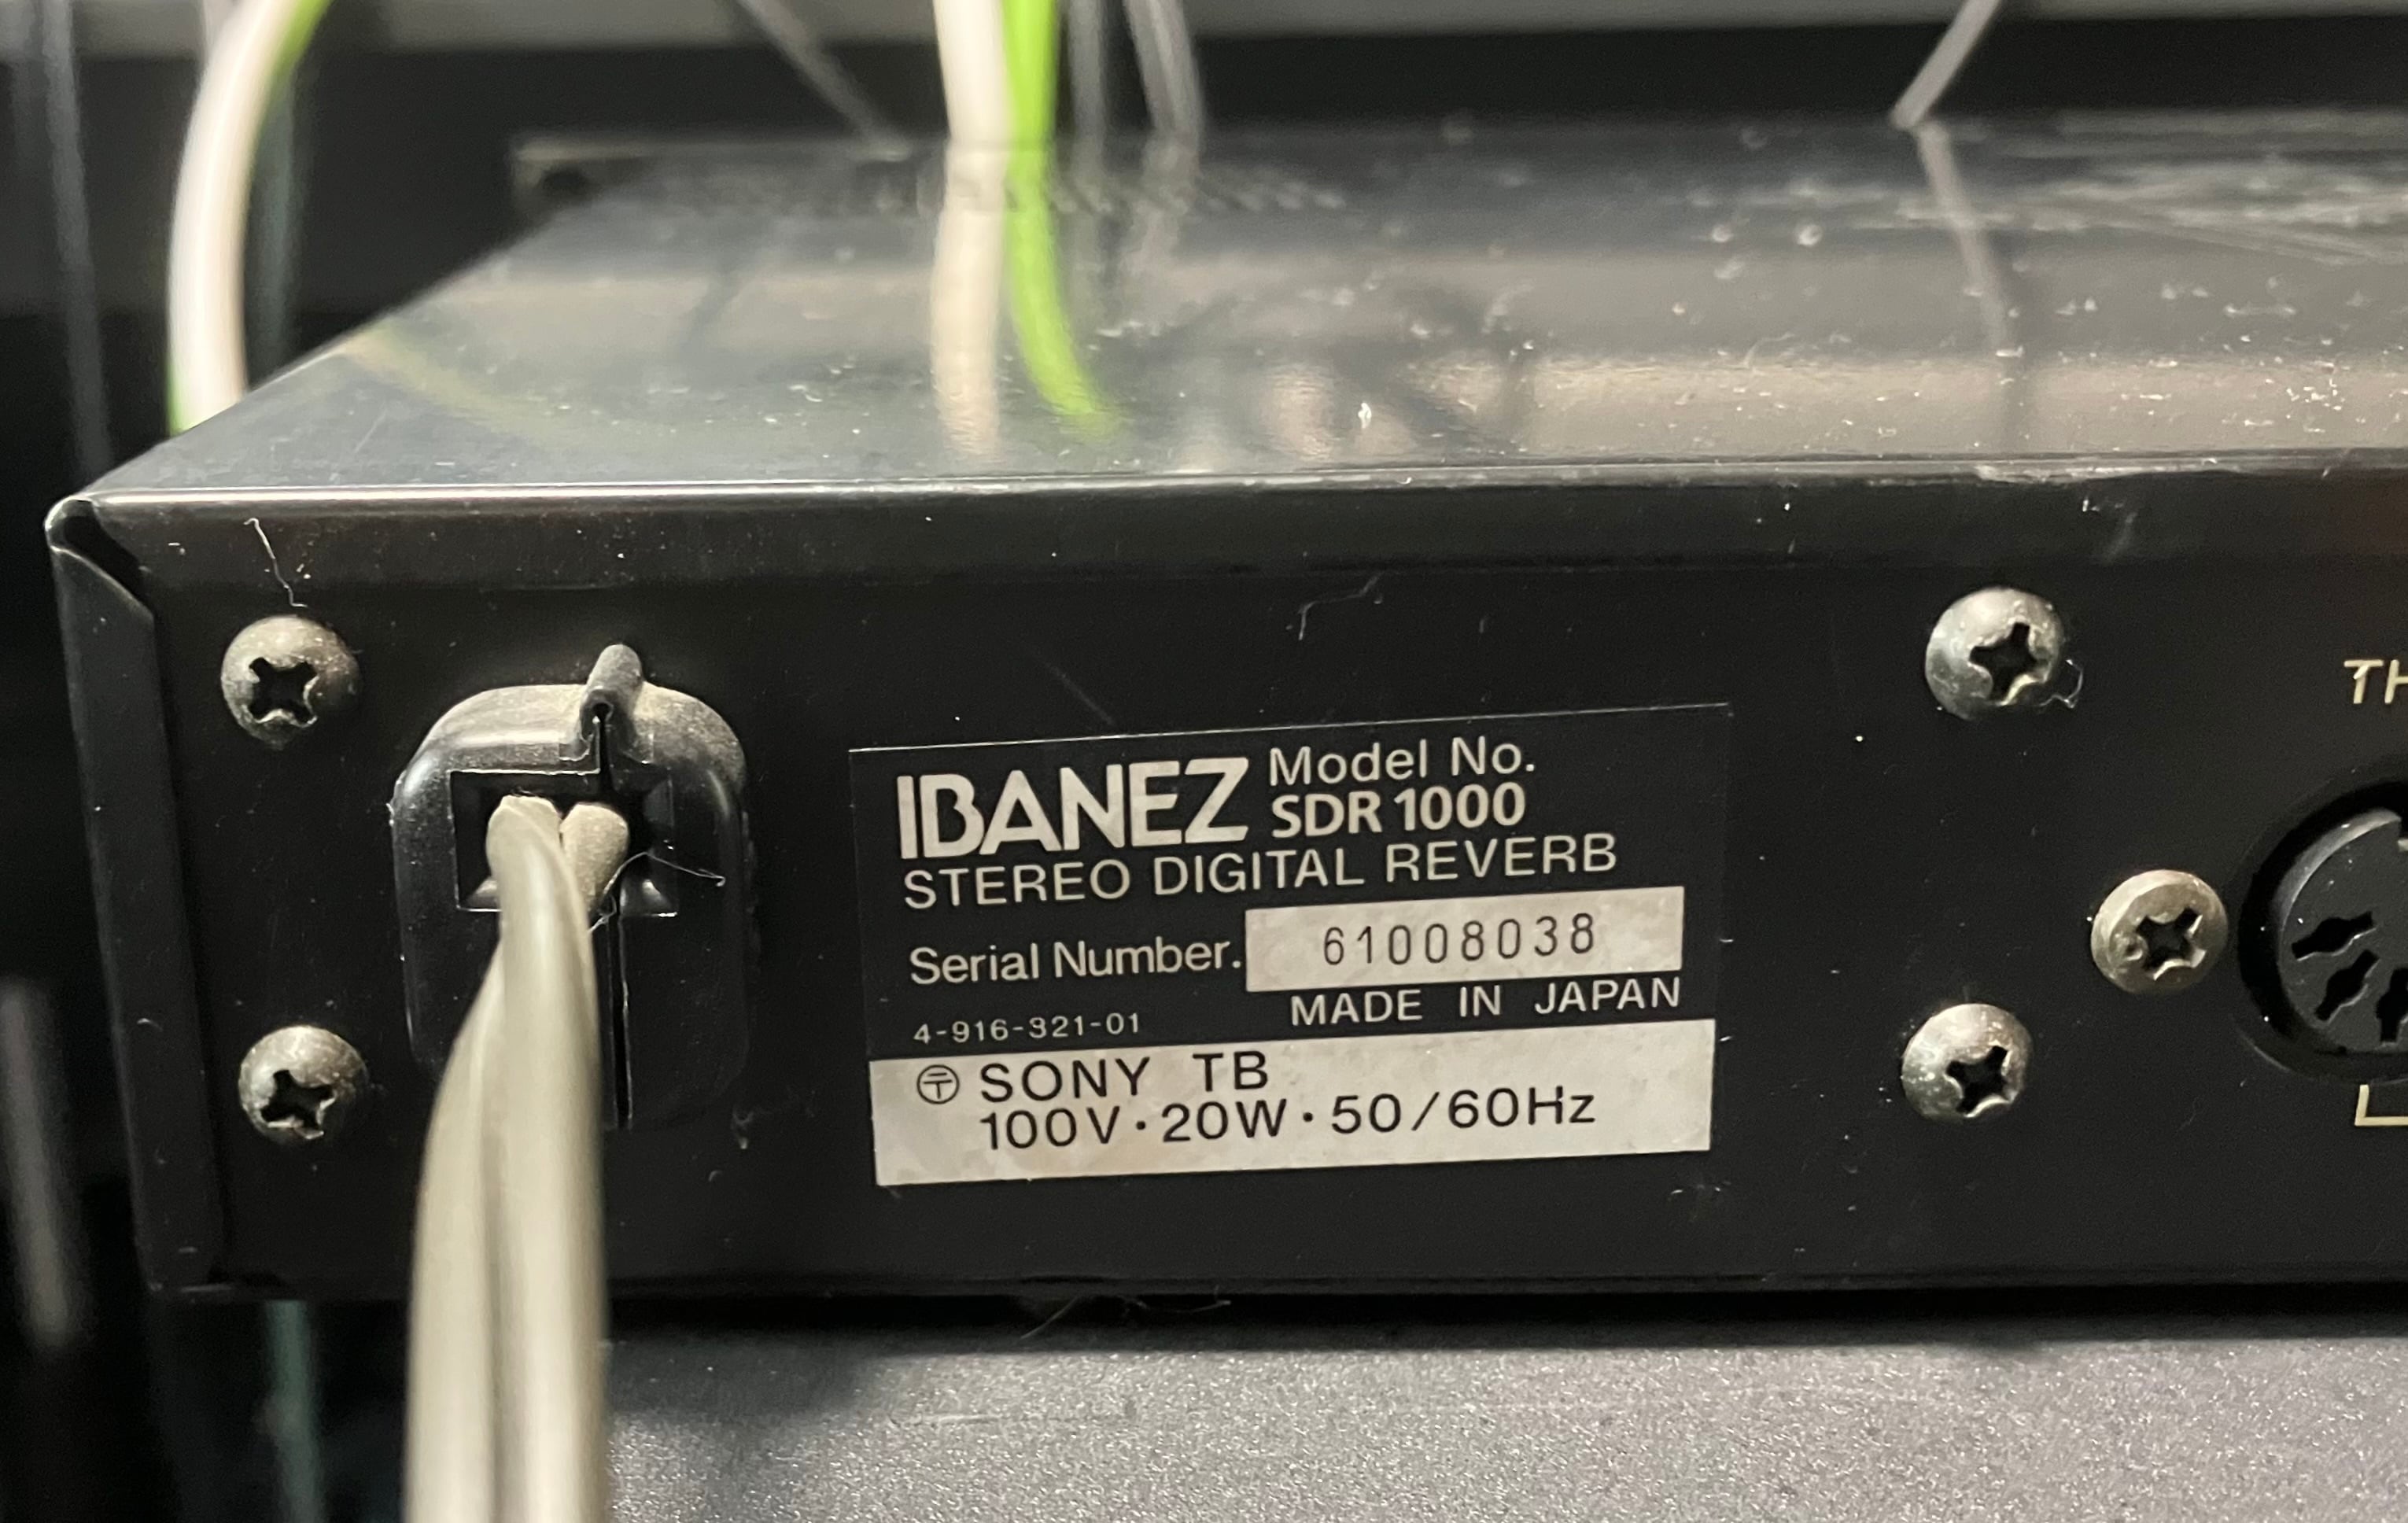 IBANEZ Model No.
SDR 1000
STEREO DIGITAL REVERB
Serial Number. 61008038
4-916-321-01 MADE IN JAPAN
〶 SONY TB
100V·20W·50/60Hz
TH